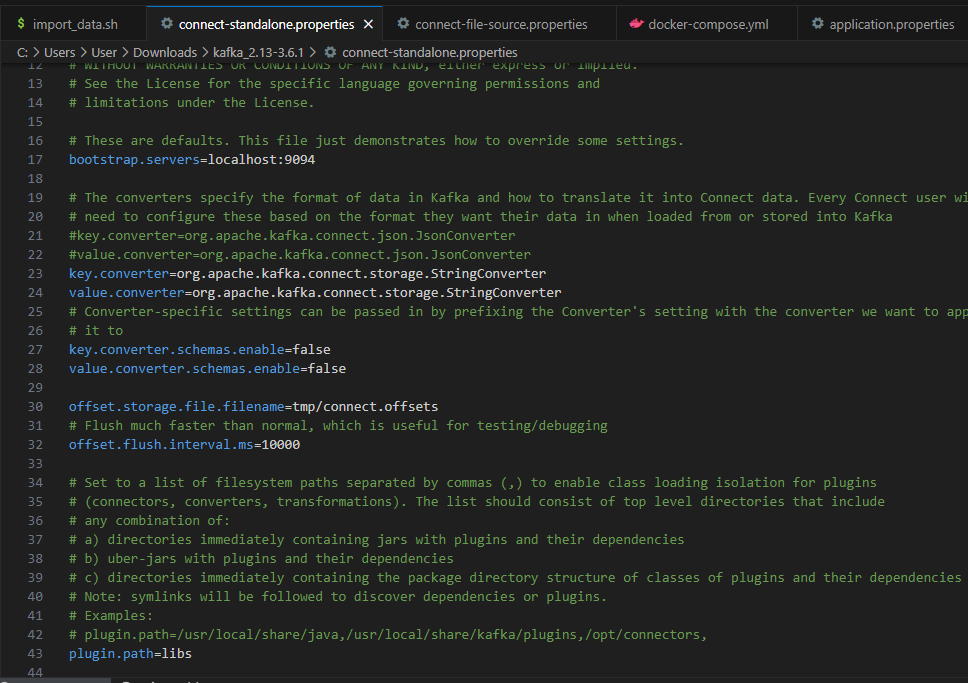 $ import_data.sh
connect-standalone.properties
connect-file-source.properties
docker-compose.yml
application.properties
C: > Users > User > Downloads > kafka_2.13-3.6.1 > connect-standalone.properties
12 # WITHOUT WARRANTIES OR CONDITIONS OF ANY KIND, either express or implied.
13 # See the License for the specific language governing permissions and
14 # limitations under the License.
15
16 # These are defaults. This file just demonstrates how to override some settings.
17 bootstrap.servers=localhost:9094
18
19 # The converters specify the format of data in Kafka and how to translate it into Connect data. Every Connect user wi
20 # need to configure these based on the format they want their data in when loaded from or stored into Kafka
21 #key.converter=org.apache.kafka.connect.json.JsonConverter
22 #value.converter=org.apache.kafka.connect.json.JsonConverter
23 key.converter=org.apache.kafka.connect.storage.StringConverter
24 value.converter=org.apache.kafka.connect.storage.StringConverter
25 # Converter-specific settings can be passed in by prefixing the Converter's setting with the converter we want to app
26 # it to
27 key.converter.schemas.enable=false
28 value.converter.schemas.enable=false
29
30 offset.storage.file.filename=tmp/connect.offsets
31 # Flush much faster than normal, which is useful for testing/debugging
32 offset.flush.interval.ms=10000
33
34 # Set to a list of filesystem paths separated by commas (,) to enable class loading isolation for plugins
35 # (connectors, converters, transformations). The list should consist of top level directories that include
36 # any combination of:
37 # a) directories immediately containing jars with plugins and their dependencies
38 # b) uber-jars with plugins and their dependencies
39 # c) directories immediately containing the package directory structure of classes of plugins and their dependencies
40 # Note: symlinks will be followed to discover dependencies or plugins.
41 # Examples:
42 # plugin.path=/usr/local/share/java,/usr/local/share/kafka/plugins,/opt/connectors,
43 plugin.path=libs
44